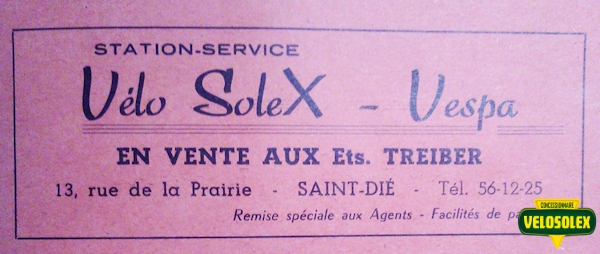 STATION-SERVICE
Vélo SoleX - Vespa
EN VENTE AUX Ets. TREIBER
13, rue de la Prairie - SAINT-DIÉ - Tél. 56-12-25
Remise spéciale aux Agents - Facilités de
CONCESSIONNAIRE
VELOSOLEX